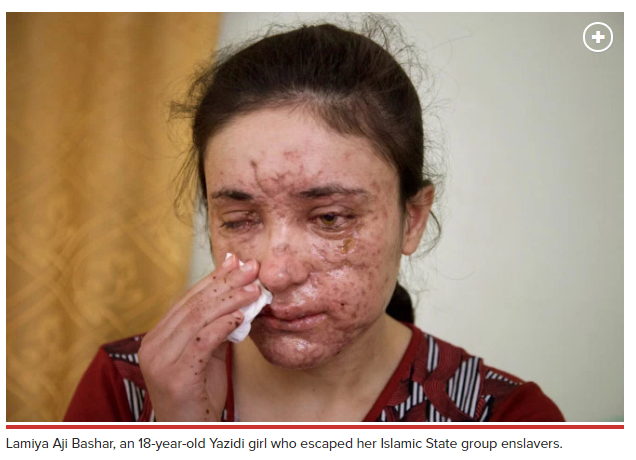 Lamiya Aji Bashar, an 18-year-old Yazidi girl who escaped her Islamic State group enslavers.